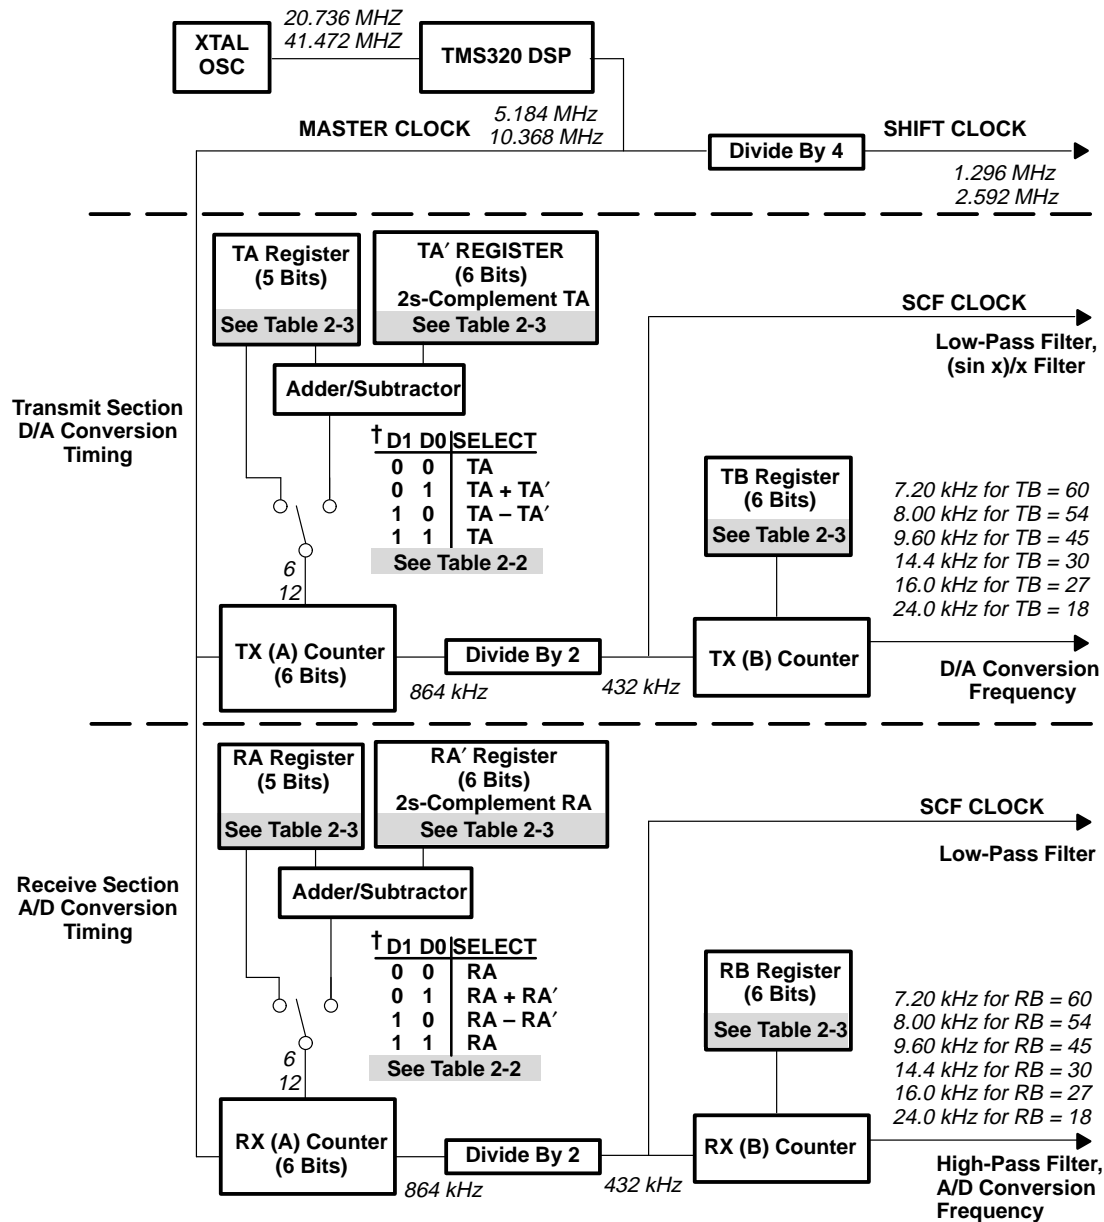 20.736 MHZ
41.472 MHZ
XTAL
OSC
TMS320 DSP
MASTER CLOCK
5.184 MHz
10.368 MHz
Divide By 4
SHIFT CLOCK
1.296 MHz
2.592 MHz
TA Register
(5 Bits)
See Table 2-3
TA′ REGISTER
(6 Bits)
2s-Complement TA
See Table 2-3
SCF CLOCK
Low-Pass Filter,
(sin x)/x Filter
Adder/Subtractor
Transmit Section
D/A Conversion
Timing
† D1 D0 SELECT
0 0 TA
0 1 TA + TA′
1 0 TA – TA′
1 1 TA
See Table 2-2
6
12
TB Register
(6 Bits)
See Table 2-3
7.20 kHz for TB = 60
8.00 kHz for TB = 54
9.60 kHz for TB = 45
14.4 kHz for TB = 30
16.0 kHz for TB = 27
24.0 kHz for TB = 18
TX (A) Counter
(6 Bits)
864 kHz
Divide By 2
432 kHz
TX (B) Counter
D/A Conversion
Frequency
RA Register
(5 Bits)
See Table 2-3
RA′ Register
(6 Bits)
2s-Complement RA
See Table 2-3
SCF CLOCK
Low-Pass Filter
Adder/Subtractor
Receive Section
A/D Conversion
Timing
† D1 D0 SELECT
0 0 RA
0 1 RA + RA′
1 0 RA – RA′
1 1 RA
See Table 2-2
6
12
RB Register
(6 Bits)
See Table 2-3
7.20 kHz for RB = 60
8.00 kHz for RB = 54
9.60 kHz for RB = 45
14.4 kHz for RB = 30
16.0 kHz for RB = 27
24.0 kHz for RB = 18
RX (A) Counter
(6 Bits)
864 kHz
Divide By 2
432 kHz
RX (B) Counter
High-Pass Filter,
A/D Conversion
Frequency